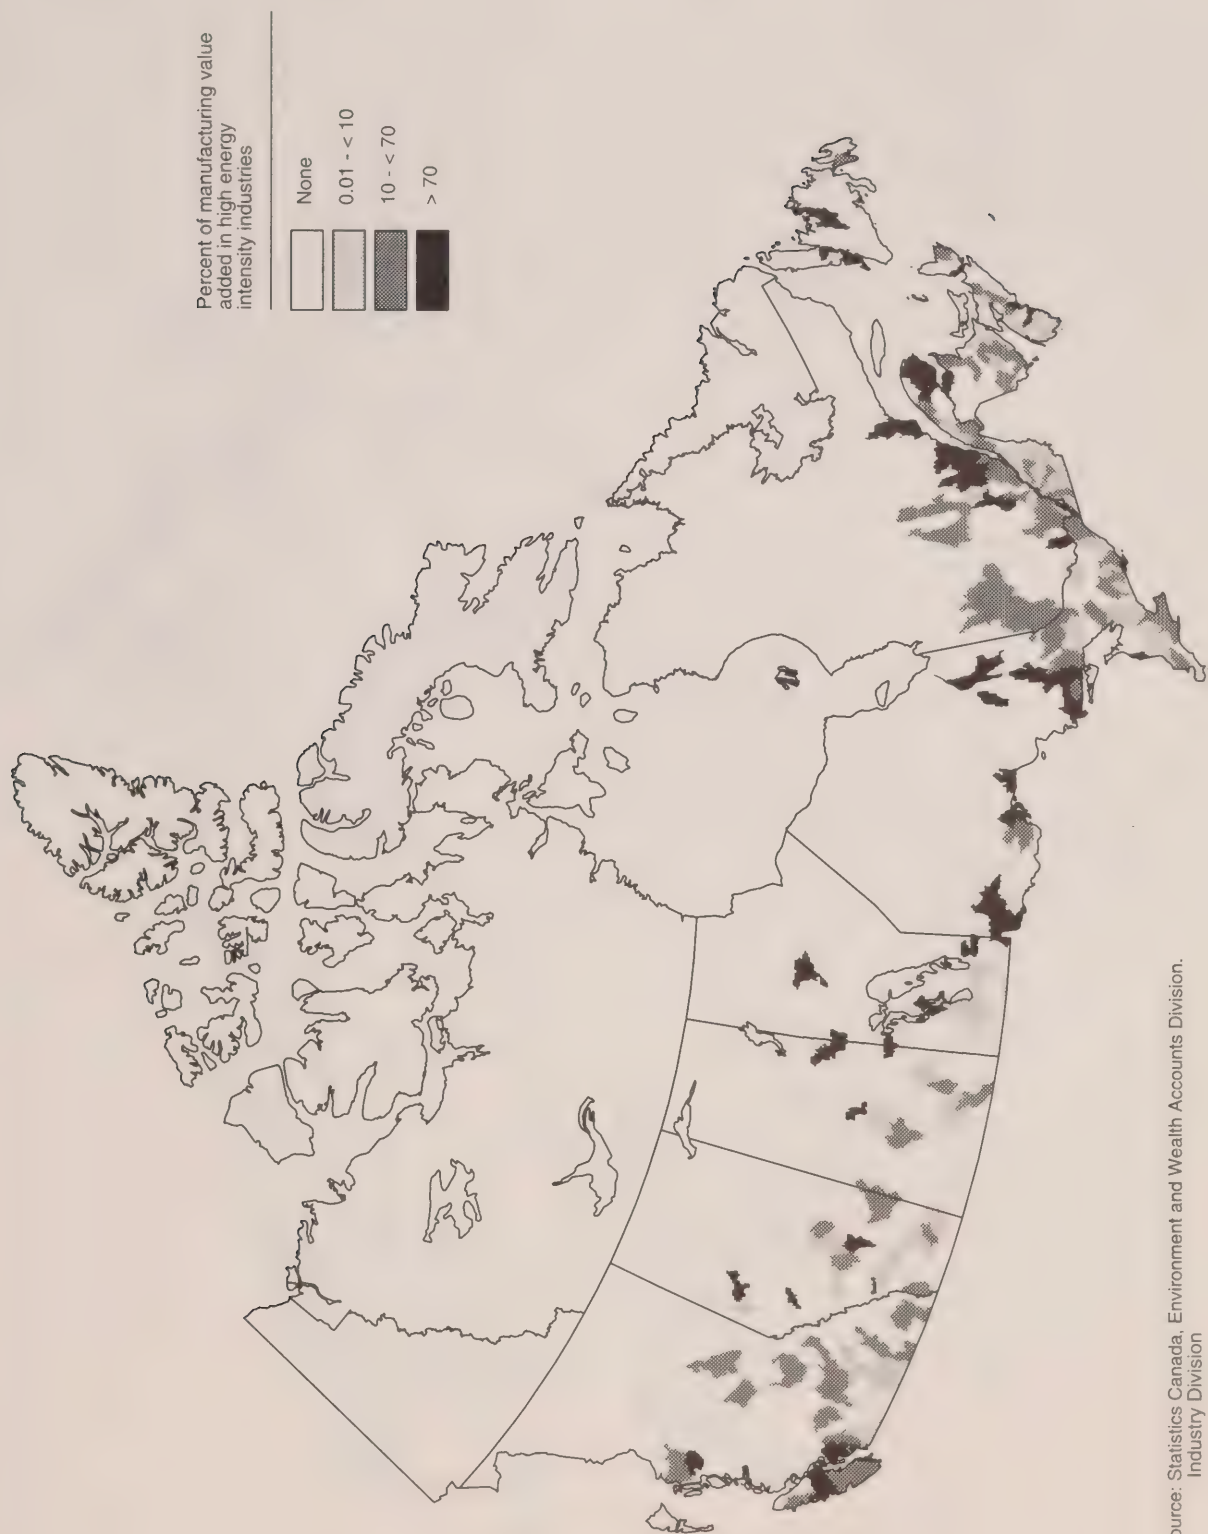 Percent of manufacturing value
added in high energy
intensity industries
None
0.01 - < 10
10 - < 70
> 70
ource: Statistics Canada, Environment and Wealth Accounts Division.
Industry Division